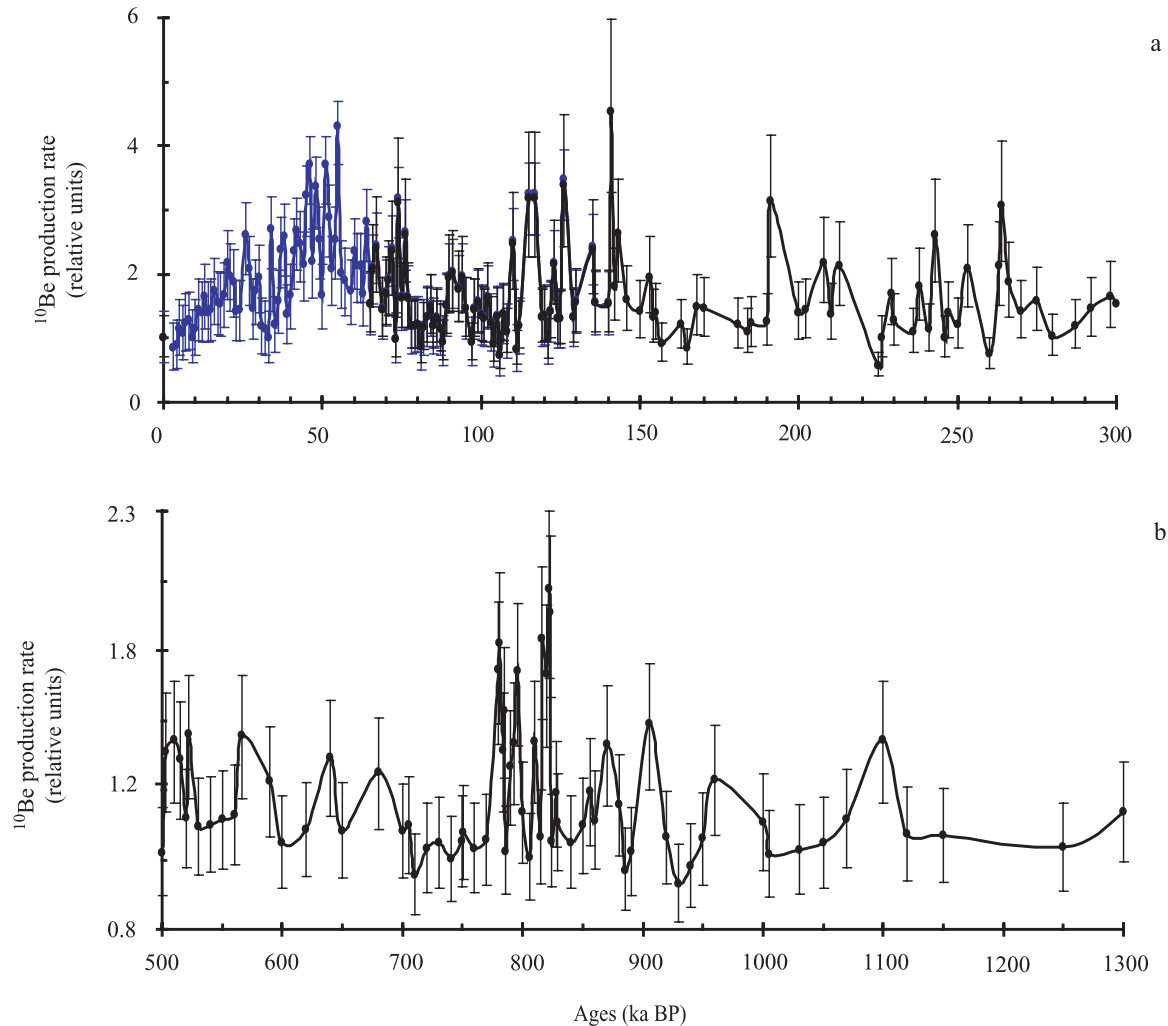 a
6
4
2
0
¹⁰Be production rate
(relative units)
0 50 100 150 200 250 300
b
2.3
1.8
1.2
0.8
¹⁰Be production rate
(relative units)
500 600 700 800 900 1000 1100 1200 1300
Ages (ka BP)